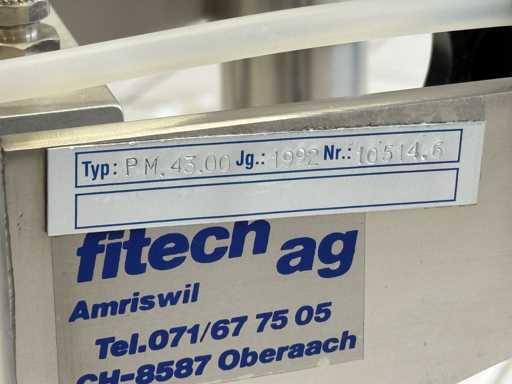 Typ: PM.43.00 Jg.: 1992 Nr.: 10514.6
fitech ag
Amriswil
Tel.071/67 75 05
CH-8587 Oberaach